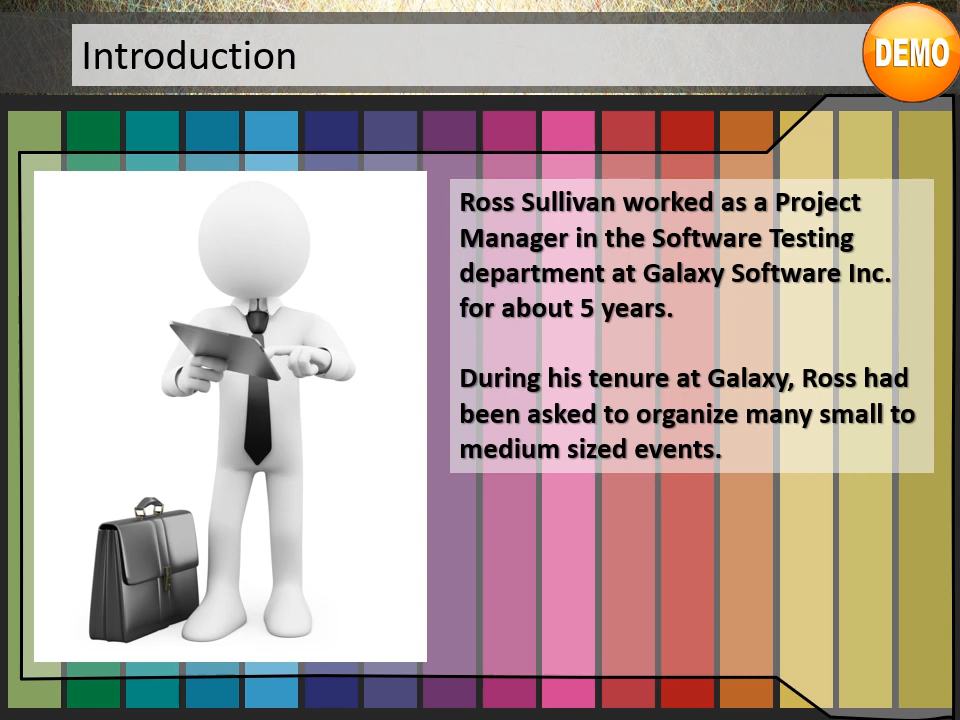 Introduction
DEMO
Ross Sullivan worked as a Project
Manager in the Software Testing
department at Galaxy Software Inc.
for about 5 years.
During his tenure at Galaxy, Ross had
been asked to organize many small to
medium sized events.